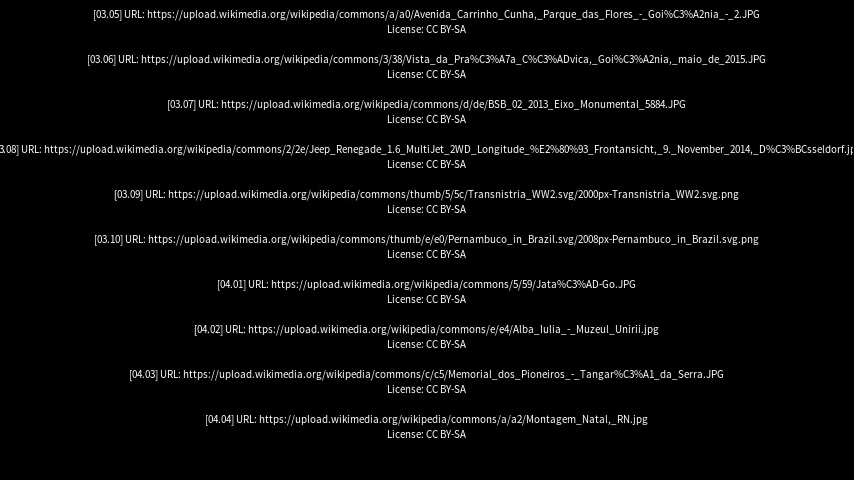 [03.05] URL: https://upload.wikimedia.org/wikipedia/commons/a/a0/Avenida_Carrinho_Cunha,_Parque_das_Flores_-_Goi%C3%A2nia_-_2.JPG
License: CC BY-SA
[03.06] URL: https://upload.wikimedia.org/wikipedia/commons/3/38/Vista_da_Pra%C3%A7a_C%C3%ADvica,_Goi%C3%A2nia,_maio_de_2015.JPG
License: CC BY-SA
[03.07] URL: https://upload.wikimedia.org/wikipedia/commons/d/de/BSB_02_2013_Eixo_Monumental_5884.JPG
License: CC BY-SA
3.08] URL: https://upload.wikimedia.org/wikipedia/commons/2/2e/Jeep_Renegade_1.6_MultiJet_2WD_Longitude_%E2%80%93_Frontansicht,_9._November_2014,_D%C3%BCsseldorf.jp
License: CC BY-SA
[03.09] URL: https://upload.wikimedia.org/wikipedia/commons/thumb/5/5c/Transnistria_WW2.svg/2000px-Transnistria_WW2.svg.png
License: CC BY-SA
[03.10] URL: https://upload.wikimedia.org/wikipedia/commons/thumb/e/e0/Pernambuco_in_Brazil.svg/2008px-Pernambuco_in_Brazil.svg.png
License: CC BY-SA
[04.01] URL: https://upload.wikimedia.org/wikipedia/commons/5/59/Jata%C3%AD-Go.JPG
License: CC BY-SA
[04.02] URL: https://upload.wikimedia.org/wikipedia/commons/e/e4/Alba_Iulia_-_Muzeul_Unirii.jpg
License: CC BY-SA
[04.03] URL: https://upload.wikimedia.org/wikipedia/commons/c/c5/Memorial_dos_Pioneiros_-_Tangar%C3%A1_da_Serra.JPG
License: CC BY-SA
[04.04] URL: https://upload.wikimedia.org/wikipedia/commons/a/a2/Montagem_Natal,_RN.jpg
License: CC BY-SA